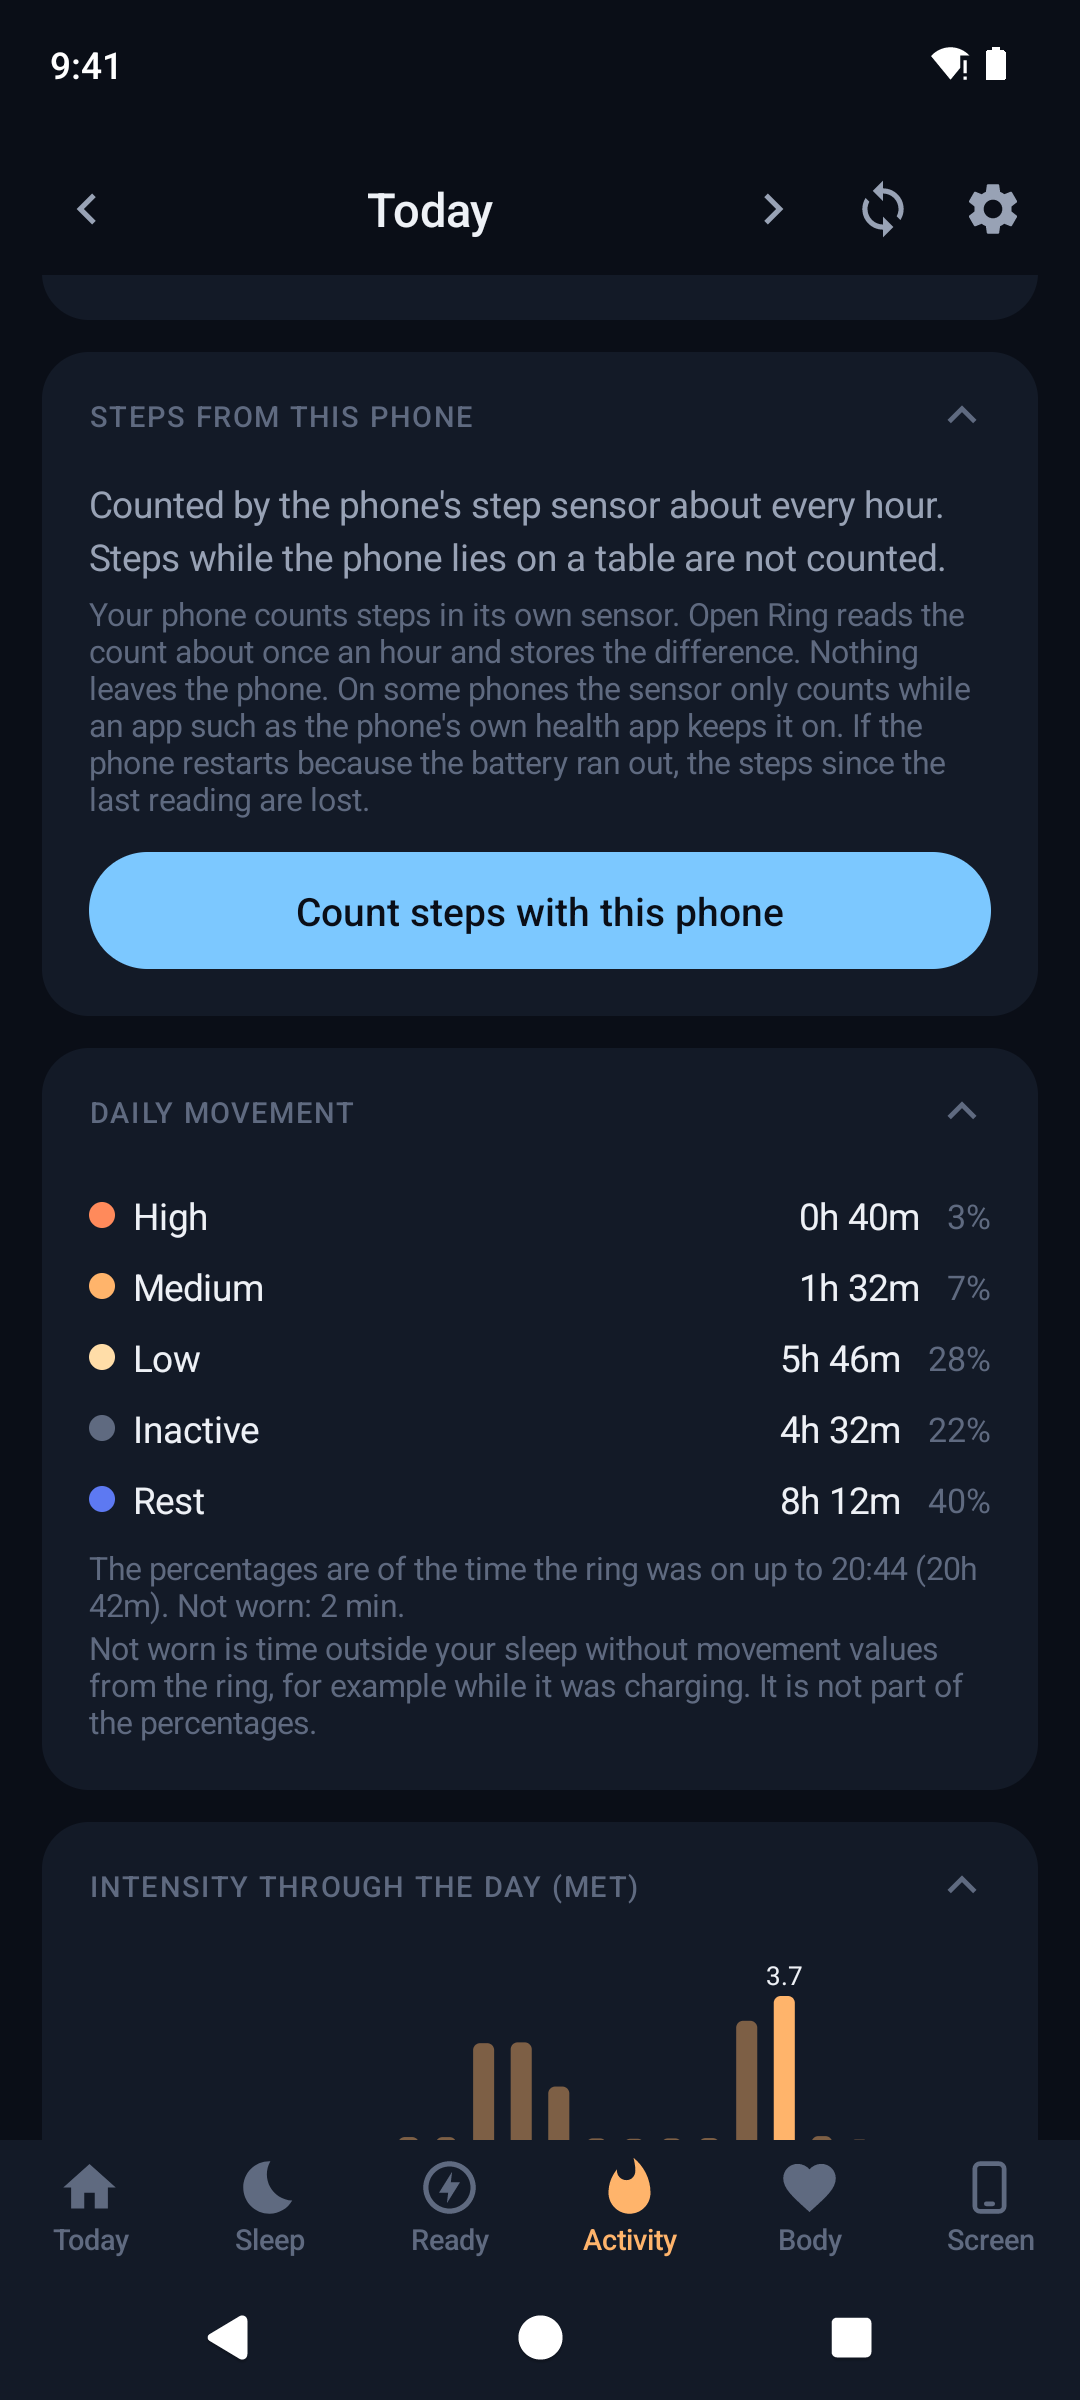 9:41
Today
STEPS FROM THIS PHONE
Counted by the phone's step sensor about every hour.
Steps while the phone lies on a table are not counted.
Your phone counts steps in its own sensor. Open Ring reads the
count about once an hour and stores the difference. Nothing
leaves the phone. On some phones the sensor only counts while
an app such as the phone's own health app keeps it on. If the
phone restarts because the battery ran out, the steps since the
last reading are lost.
Count steps with this phone
DAILY MOVEMENT
High 0h 40m 3%
Medium 1h 32m 7%
Low 5h 46m 28%
Inactive 4h 32m 22%
Rest 8h 12m 40%
The percentages are of the time the ring was on up to 20:44 (20h
42m). Not worn: 2 min.
Not worn is time outside your sleep without movement values
from the ring, for example while it was charging. It is not part of
the percentages.
INTENSITY THROUGH THE DAY (MET)
3.7
Today Sleep Ready Activity Body Screen